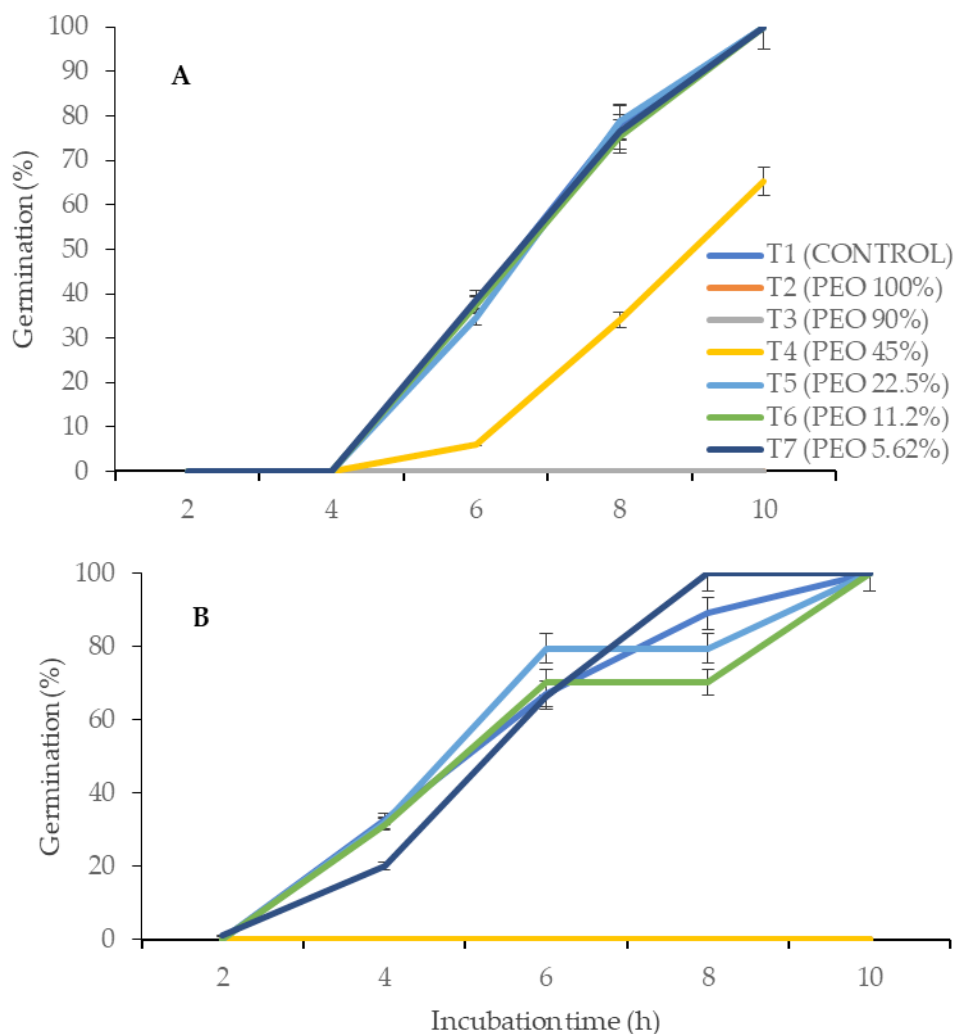 100
A
90
80
70
60
50
40
30
20
10
0
Germination (%)
2 4 6 8 10
T1 (CONTROL)
T2 (PEO 100%)
T3 (PEO 90%)
T4 (PEO 45%)
T5 (PEO 22.5%)
T6 (PEO 11.2%)
T7 (PEO 5.62%)
100
B
80
60
40
20
0
Germination (%)
2 4 6 8 10
Incubation time (h)